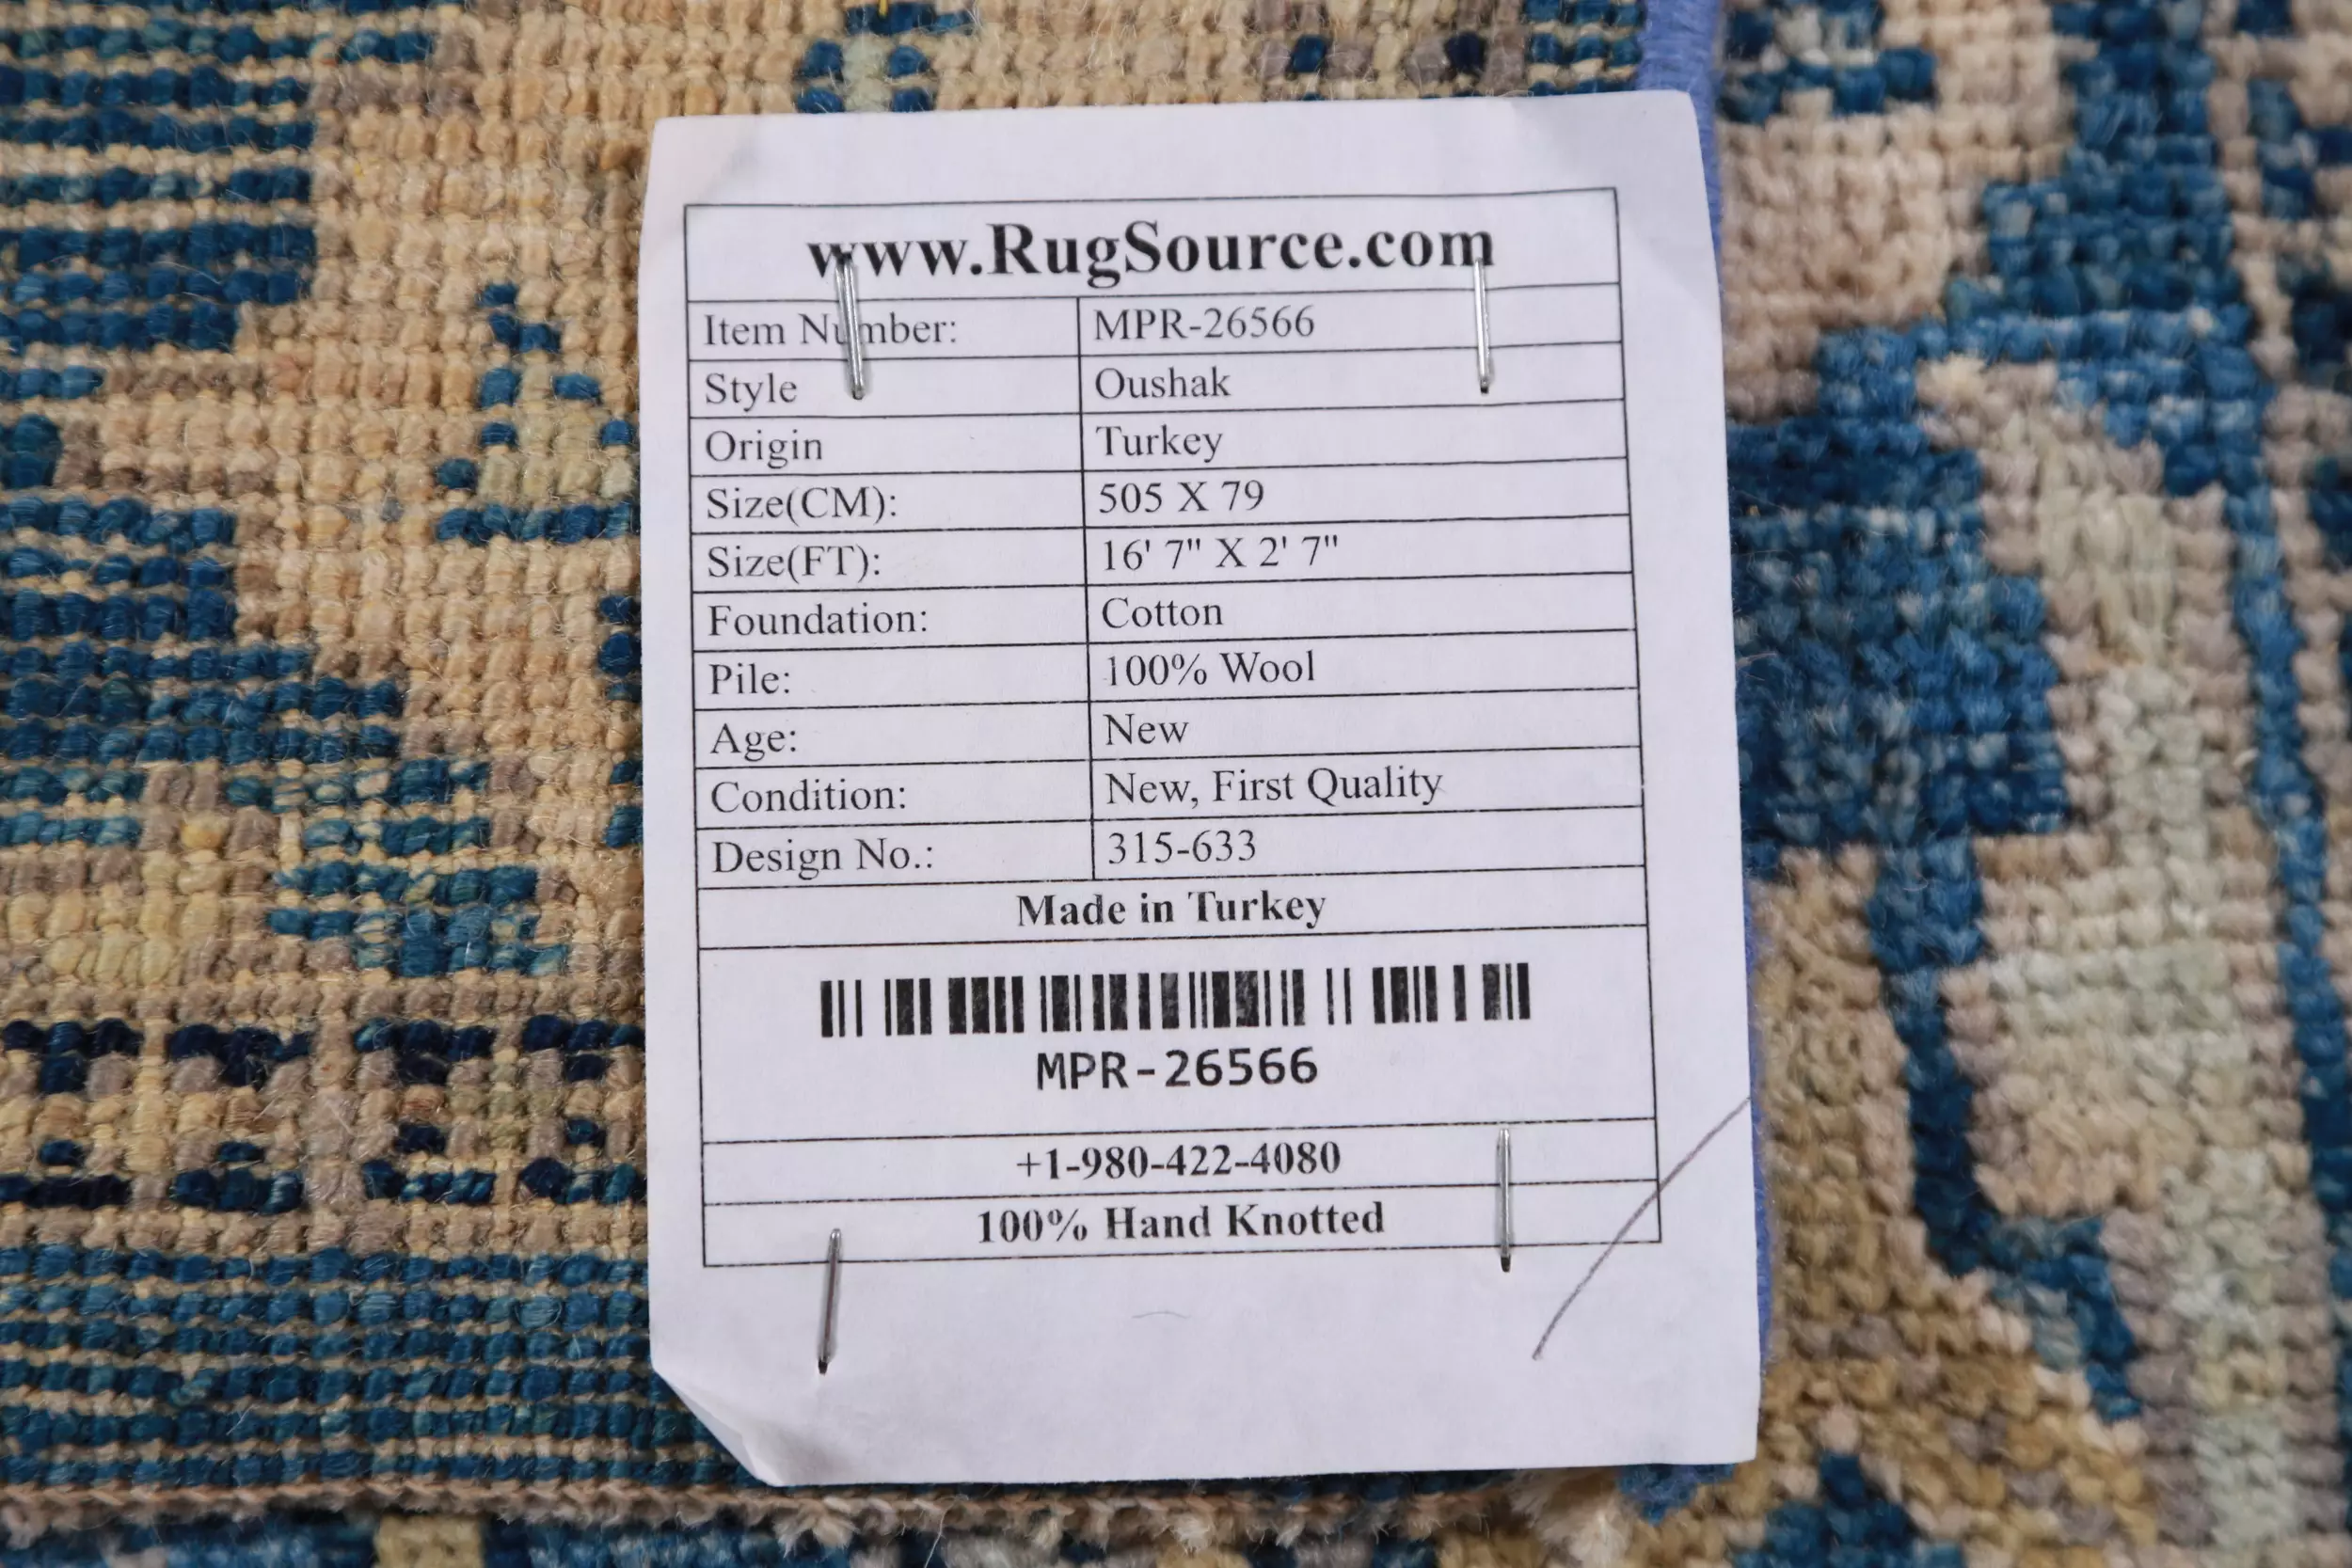 www.RugSource.com
Item Number: MPR-26566
Style Oushak
Origin Turkey
Size(CM): 505 X 79
Size(FT): 16' 7" X 2' 7"
Foundation: Cotton
Pile: 100% Wool
Age: New
Condition: New, First Quality
Design No.: 315-633
Made in Turkey
MPR-26566
+1-980-422-4080
100% Hand Knotted